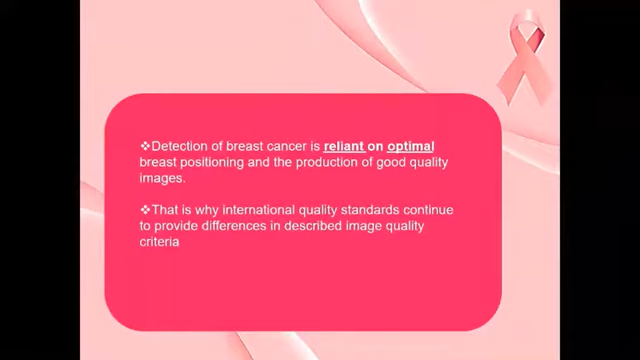 ❖Detection of breast cancer is reliant on optimal
breast positioning and the production of good quality
images.
❖That is why international quality standards continue
to provide differences in described image quality
criteria